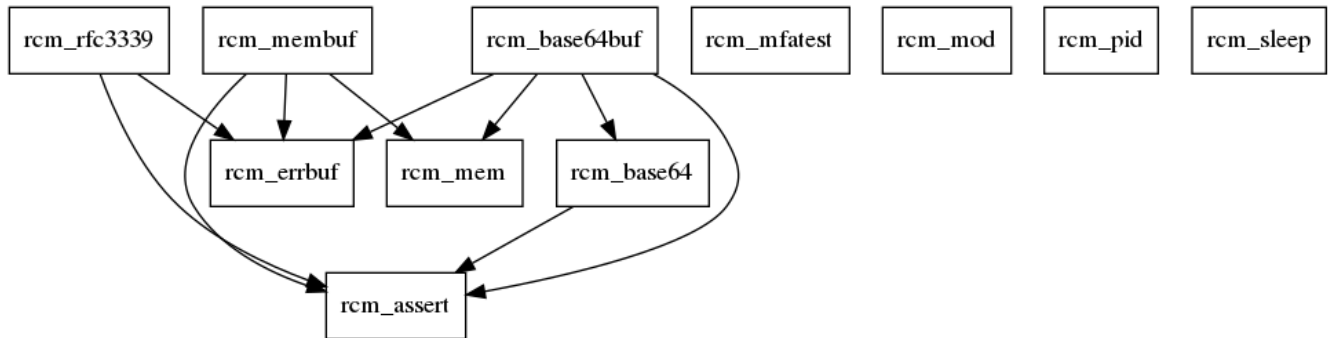 rcm_rfc3339
rcm_membuf
rcm_base64buf
rcm_mfatest
rcm_mod
rcm_pid
rcm_sleep
rcm_errbuf
rcm_mem
rcm_base64
rcm_assert